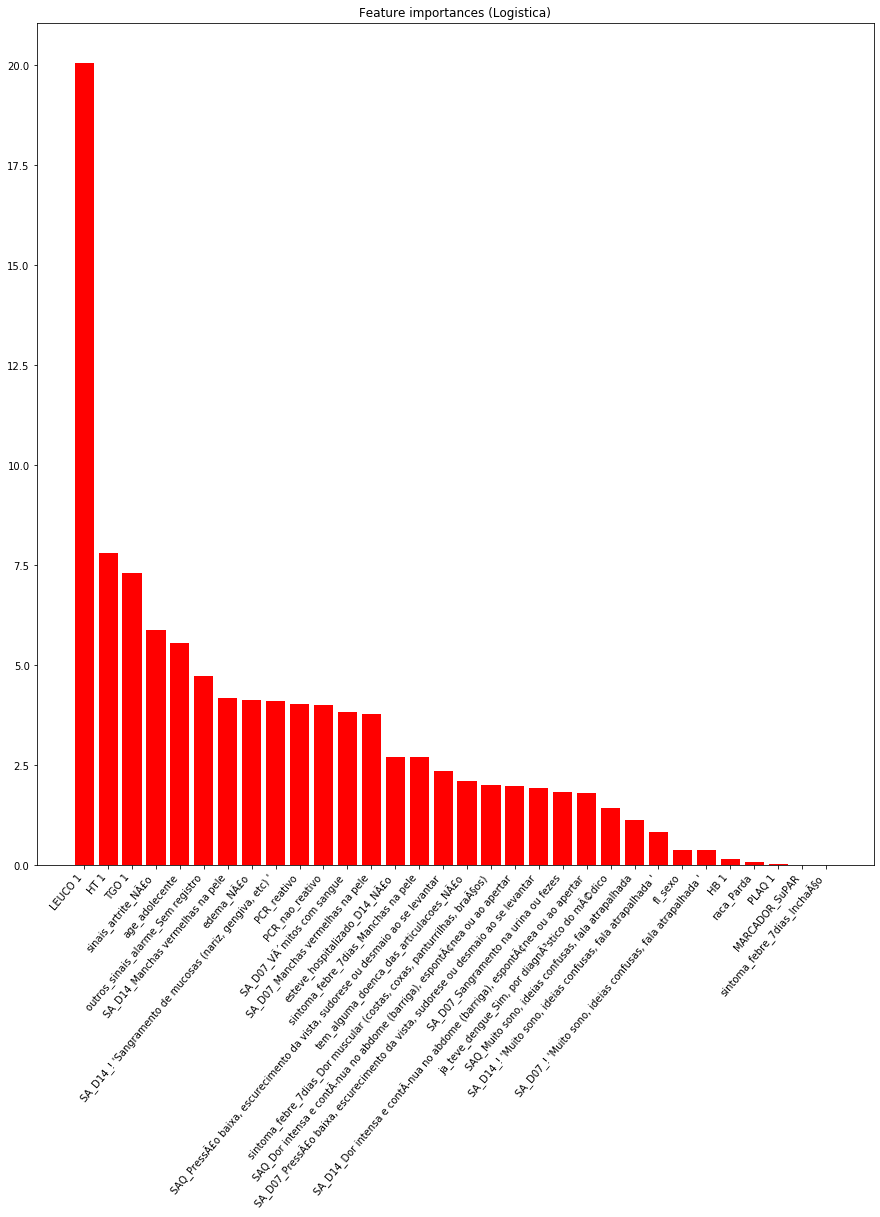 Feature importances (Logistica)
20.0
17.5
15.0
12.5
10.0
7.5
5.0
2.5
0.0
LEUCO 1
HT 1
TGO 1
sinais_artrite_NÃ£o
age_adolecente
outros_sinais_alarme_Sem registro
SA_D14_Manchas vermelhas na pele
edema_NÃ£o
SA_D14_! 'Sangramento de mucosas (nariz, gengiva, etc) '
PCR_reativo
PCR_nao_reativo
SA_D07_VÃ´mitos com sangue
SA_D07_Manchas vermelhas na pele
esteve_hospitalizado_D14_NÃ£o
sintoma_febre_7dias_Manchas na pele
SAQ_PressÃ£o baixa, escurecimento da vista, sudorese ou desmaio ao se levantar
tem_alguma_doenca_das_articulacoes_NÃ£o
sintoma_febre_7dias_Dor muscular (costas, coxas, panturrilhas, braÃ§os)
SAQ_Dor intensa e contÃ-nua no abdome (barriga), espontÃ¢nea ou ao apertar
SA_D07_PressÃ£o baixa, escurecimento da vista, sudorese ou desmaio ao se levantar
SA_D07_Sangramento na urina ou fezes
SA_D14_Dor intensa e contÃ-nua no abdome (barriga), espontÃ¢nea ou ao apertar
ja_teve_dengue_Sim, por diagnÃ³stico do mÃ©dico
SAQ_Muito sono, ideias confusas, fala atrapalhada
SA_D14_! 'Muito sono, ideias confusas, fala atrapalhada '
fl_sexo
SA_D07_! 'Muito sono, ideias confusas, fala atrapalhada '
HB 1
raca_Parda
PLAQ 1
MARCADOR_SuPAR
sintoma_febre_7dias_InchaÃ§o